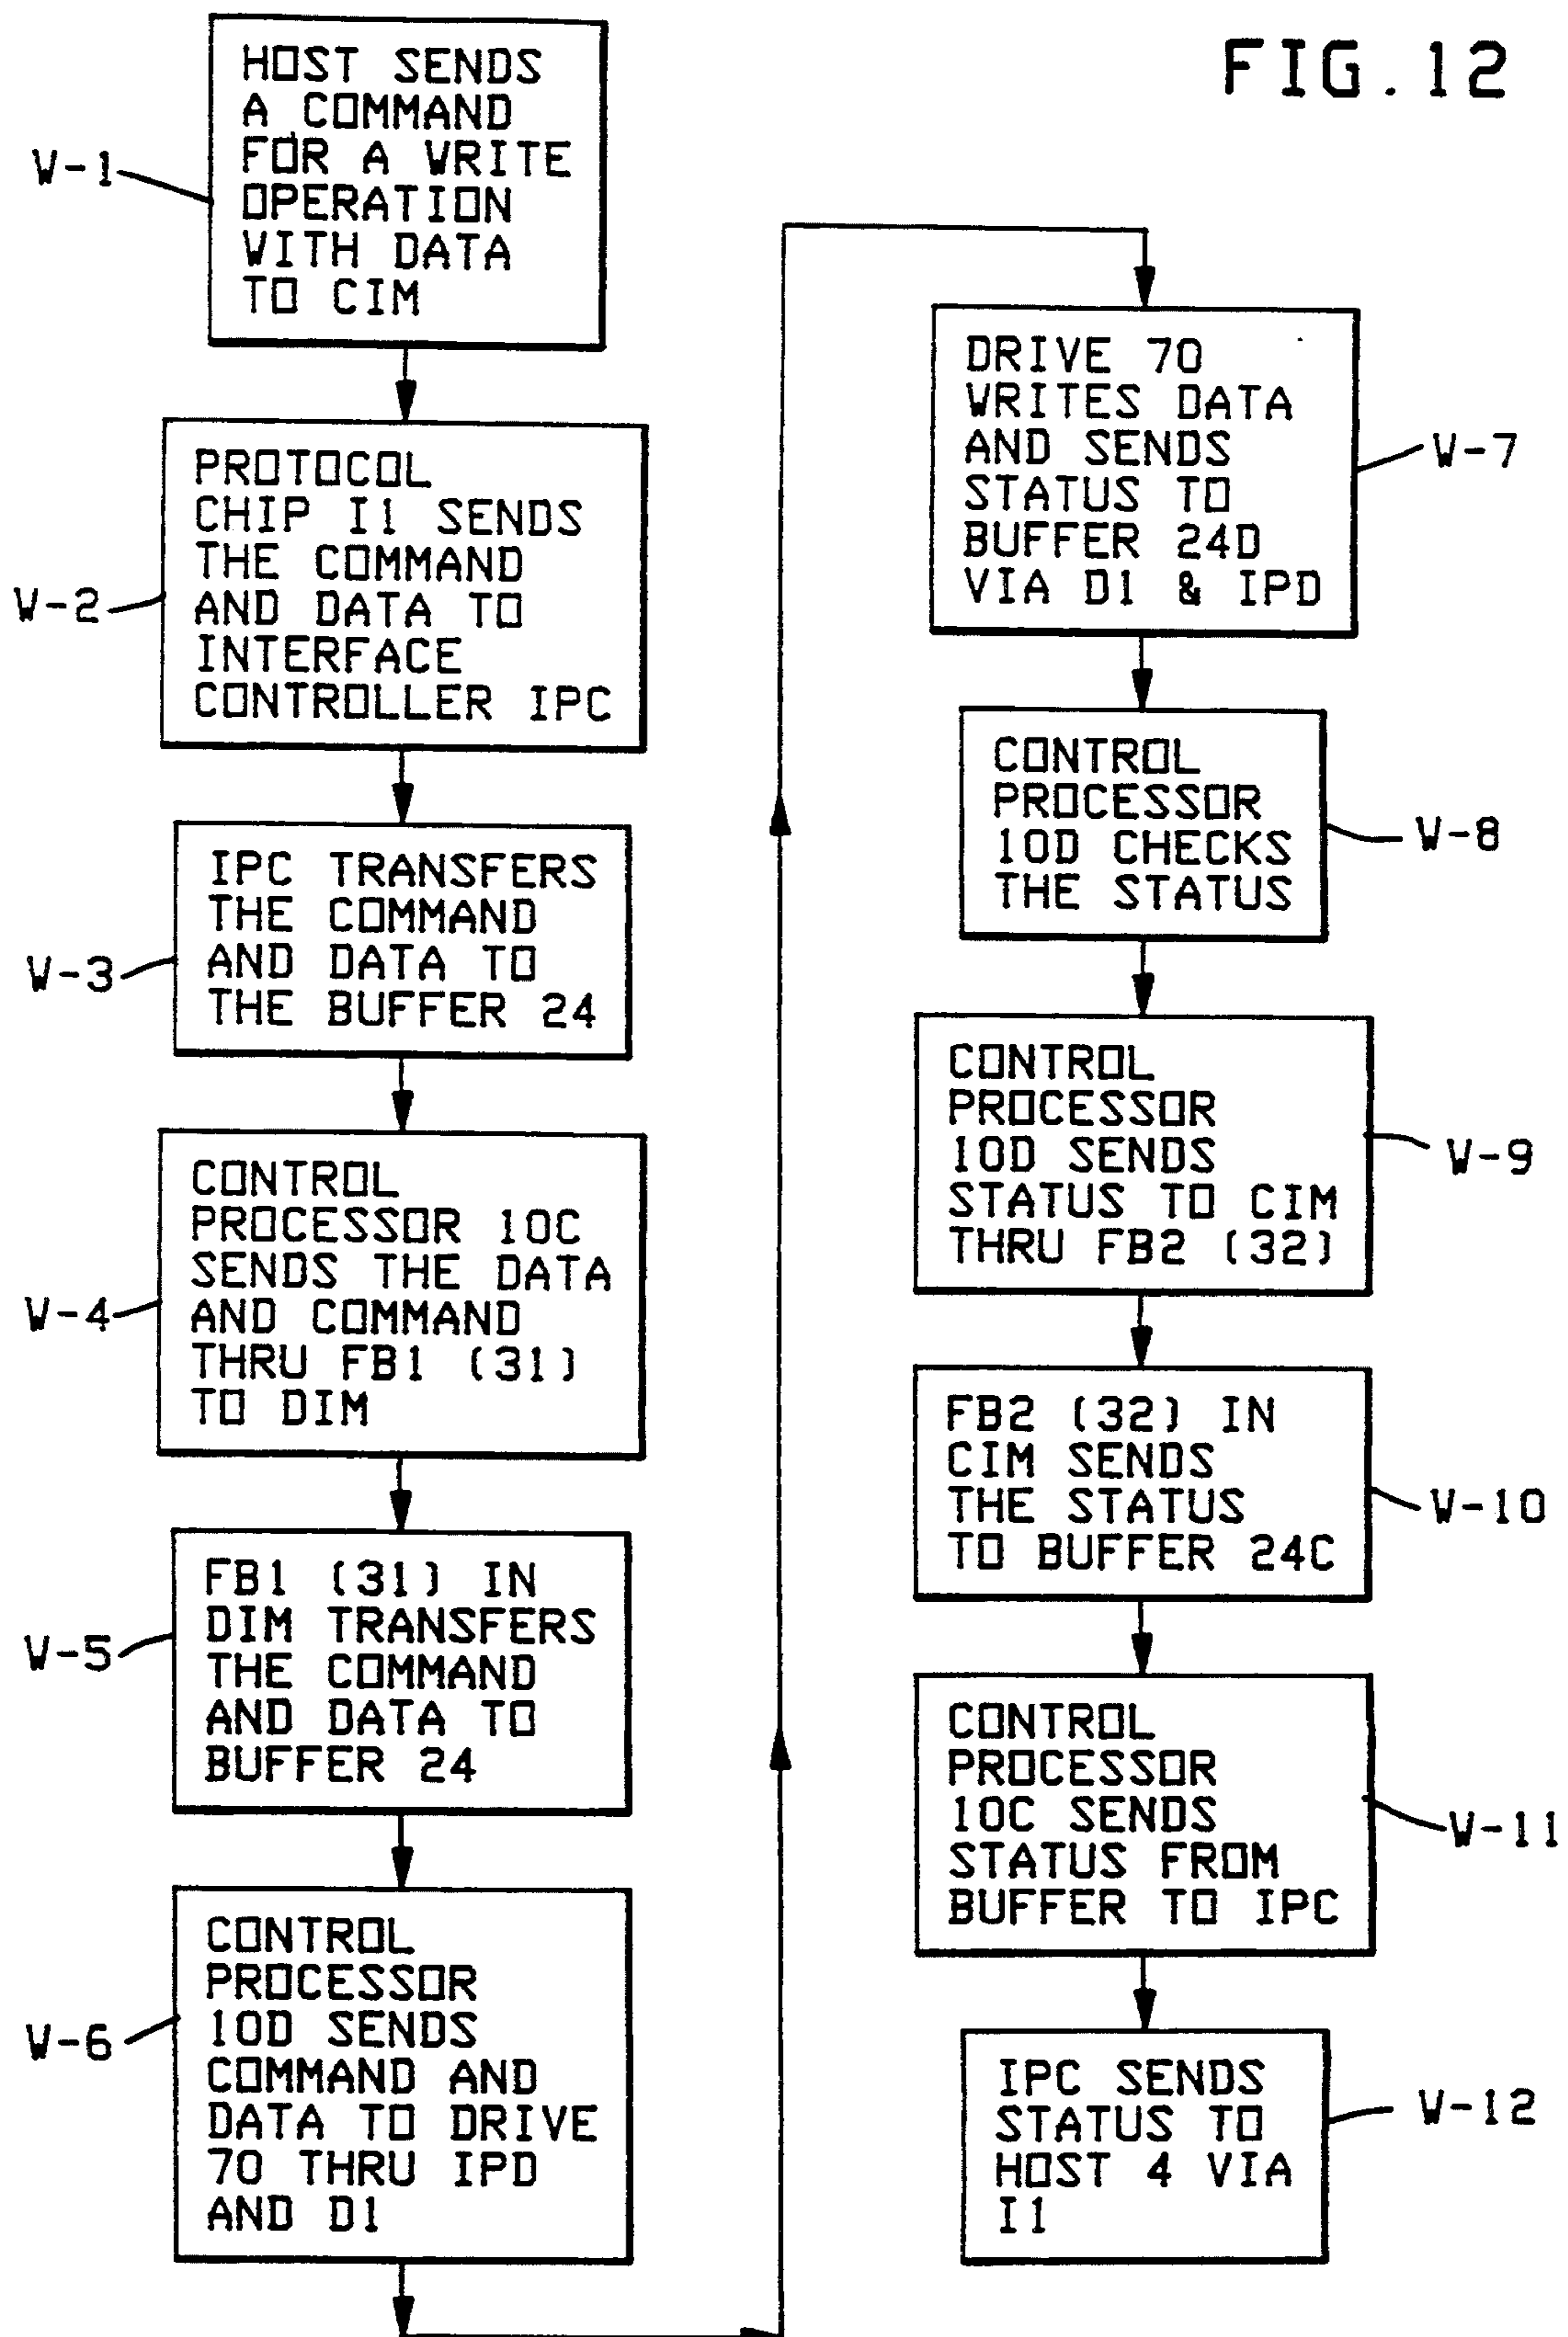 FIG.12
W-1
HOST SENDS
A COMMAND
FOR A WRITE
OPERATION
WITH DATA
TO CIM
W-2
PROTOCOL
CHIP I1 SENDS
THE COMMAND
AND DATA TO
INTERFACE
CONTROLLER IPC
W-3
IPC TRANSFERS
THE COMMAND
AND DATA TO
THE BUFFER 24
W-4
CONTROL
PROCESSOR 10C
SENDS THE DATA
AND COMMAND
THRU FB1 (31)
TO DIM
W-5
FB1 (31) IN
DIM TRANSFERS
THE COMMAND
AND DATA TO
BUFFER 24
W-6
CONTROL
PROCESSOR
10D SENDS
COMMAND AND
DATA TO DRIVE
70 THRU IPD
AND D1
DRIVE 70
WRITES DATA
AND SENDS
STATUS TO
BUFFER 24D
VIA D1 & IPD
W-7
CONTROL
PROCESSOR
10D CHECKS
THE STATUS
W-8
CONTROL
PROCESSOR
10D SENDS
STATUS TO CIM
THRU FB2 (32)
W-9
FB2 (32) IN
CIM SENDS
THE STATUS
TO BUFFER 24C
W-10
CONTROL
PROCESSOR
10C SENDS
STATUS FROM
BUFFER TO IPC
W-11
IPC SENDS
STATUS TO
HOST 4 VIA
I1
W-12